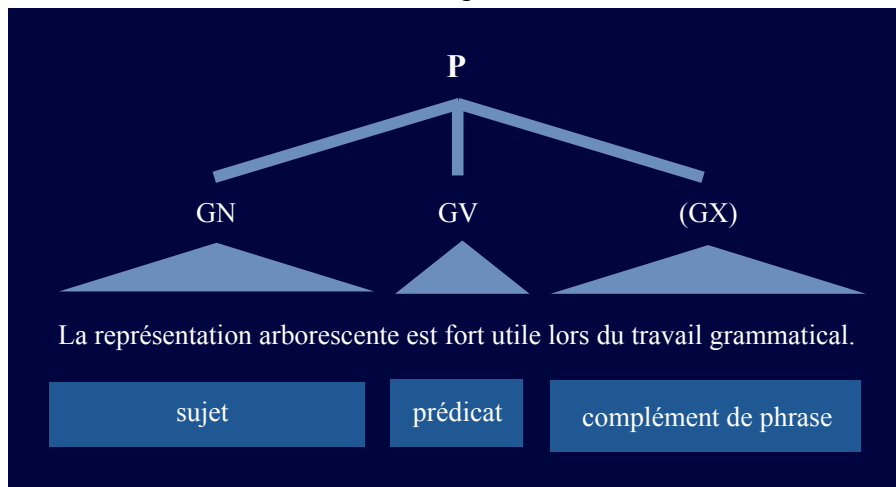 P
GN GV (GX)
La représentation arborescente est fort utile lors du travail grammatical.
sujet prédicat complément de phrase